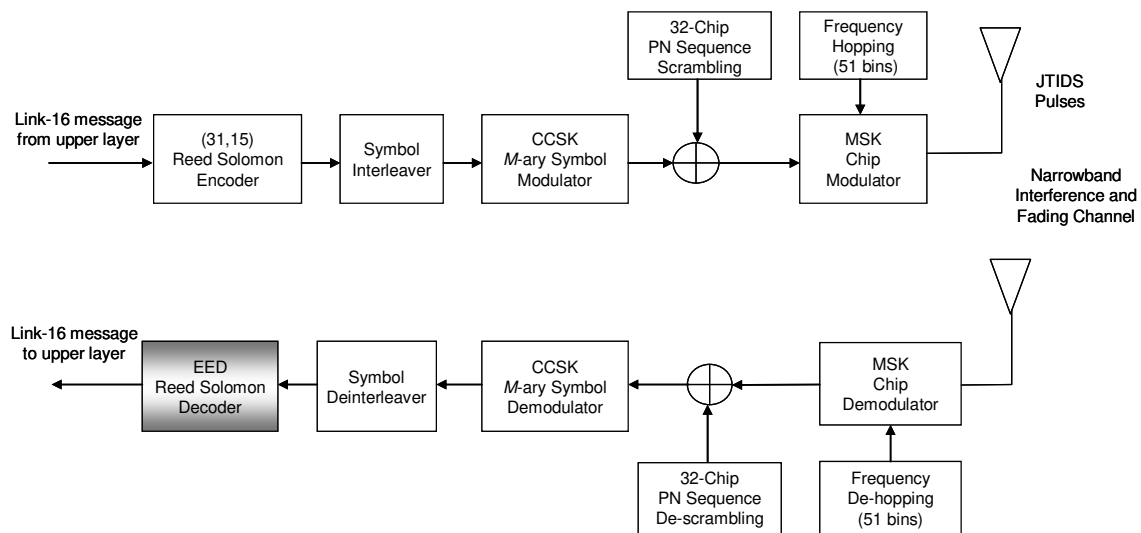 32-Chip
PN Sequence
Scrambling
Frequency
Hopping
(51 bins)
JTIDS
Pulses
Link-16 message
from upper layer
(31,15)
Reed Solomon
Encoder
Symbol
Interleaver
CCSK
M-ary Symbol
Modulator
MSK
Chip
Modulator
Narrowband
Interference and
Fading Channel
Link-16 message
to upper layer
EED
Reed Solomon
Decoder
Symbol
Deinterleaver
CCSK
M-ary Symbol
Demodulator
MSK
Chip
Demodulator
32-Chip
PN Sequence
De-scrambling
Frequency
De-hopping
(51 bins)